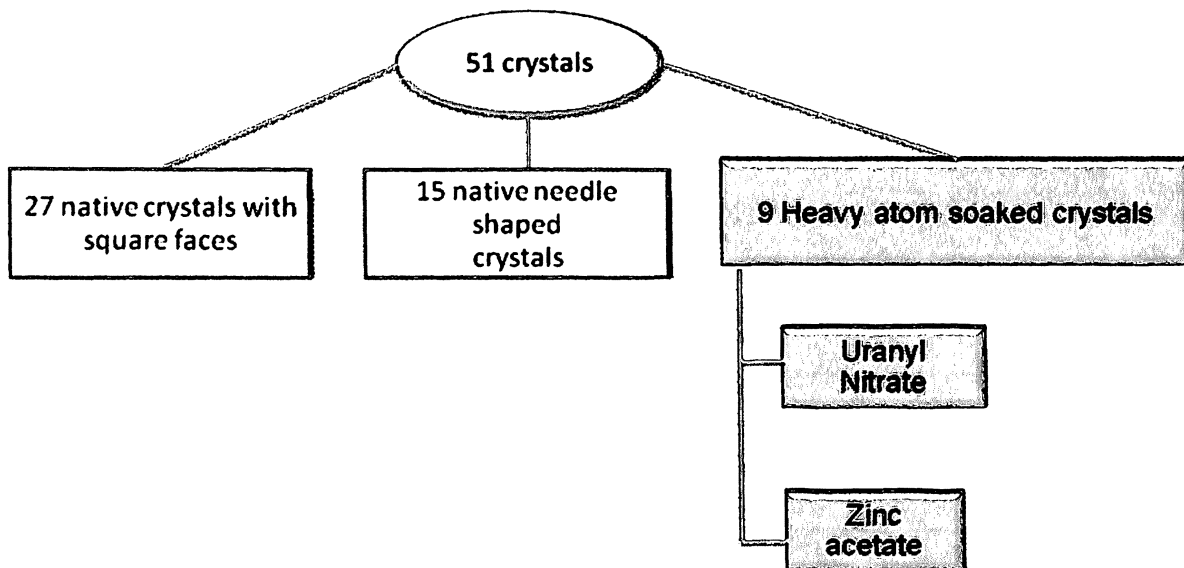 51 crystals
27 native crystals with
square faces
15 native needle
shaped
crystals
9 Heavy atom soaked crystals
Uranyl
Nitrate
Zinc
acetate